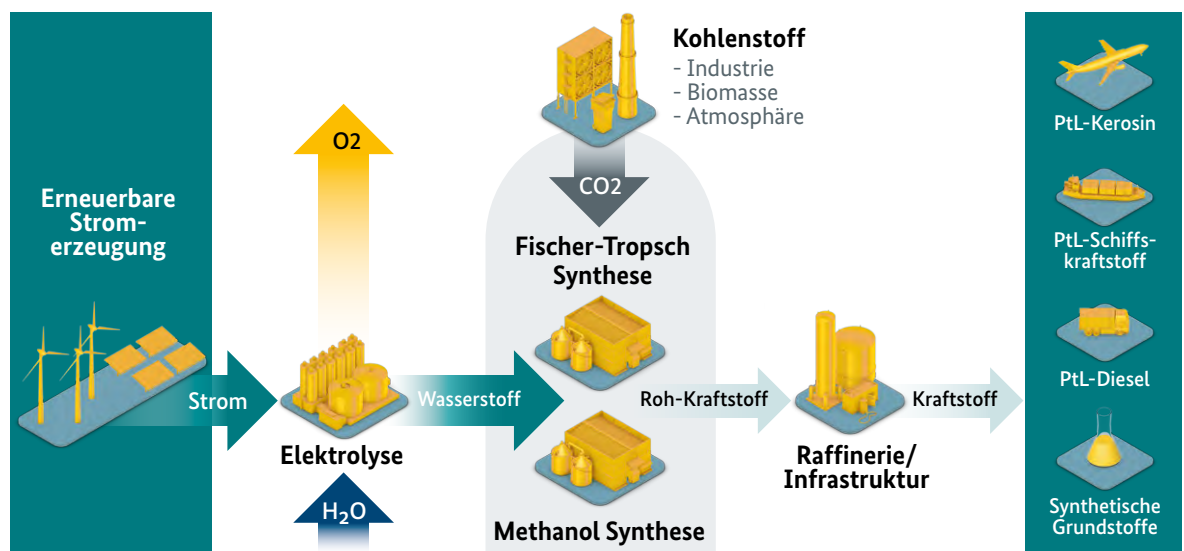 Erneuerbare
Strom-
erzeugung
Strom
O2
Elektrolyse
H₂O
Wasserstoff
Kohlenstoff
- Industrie
- Biomasse
- Atmosphäre
CO2
Fischer-Tropsch
Synthese
Methanol Synthese
Roh-Kraftstoff
Raffinerie/
Infrastruktur
Kraftstoff
PtL-Kerosin
PtL-Schiffs-
kraftstoff
PtL-Diesel
Synthetische
Grundstoffe